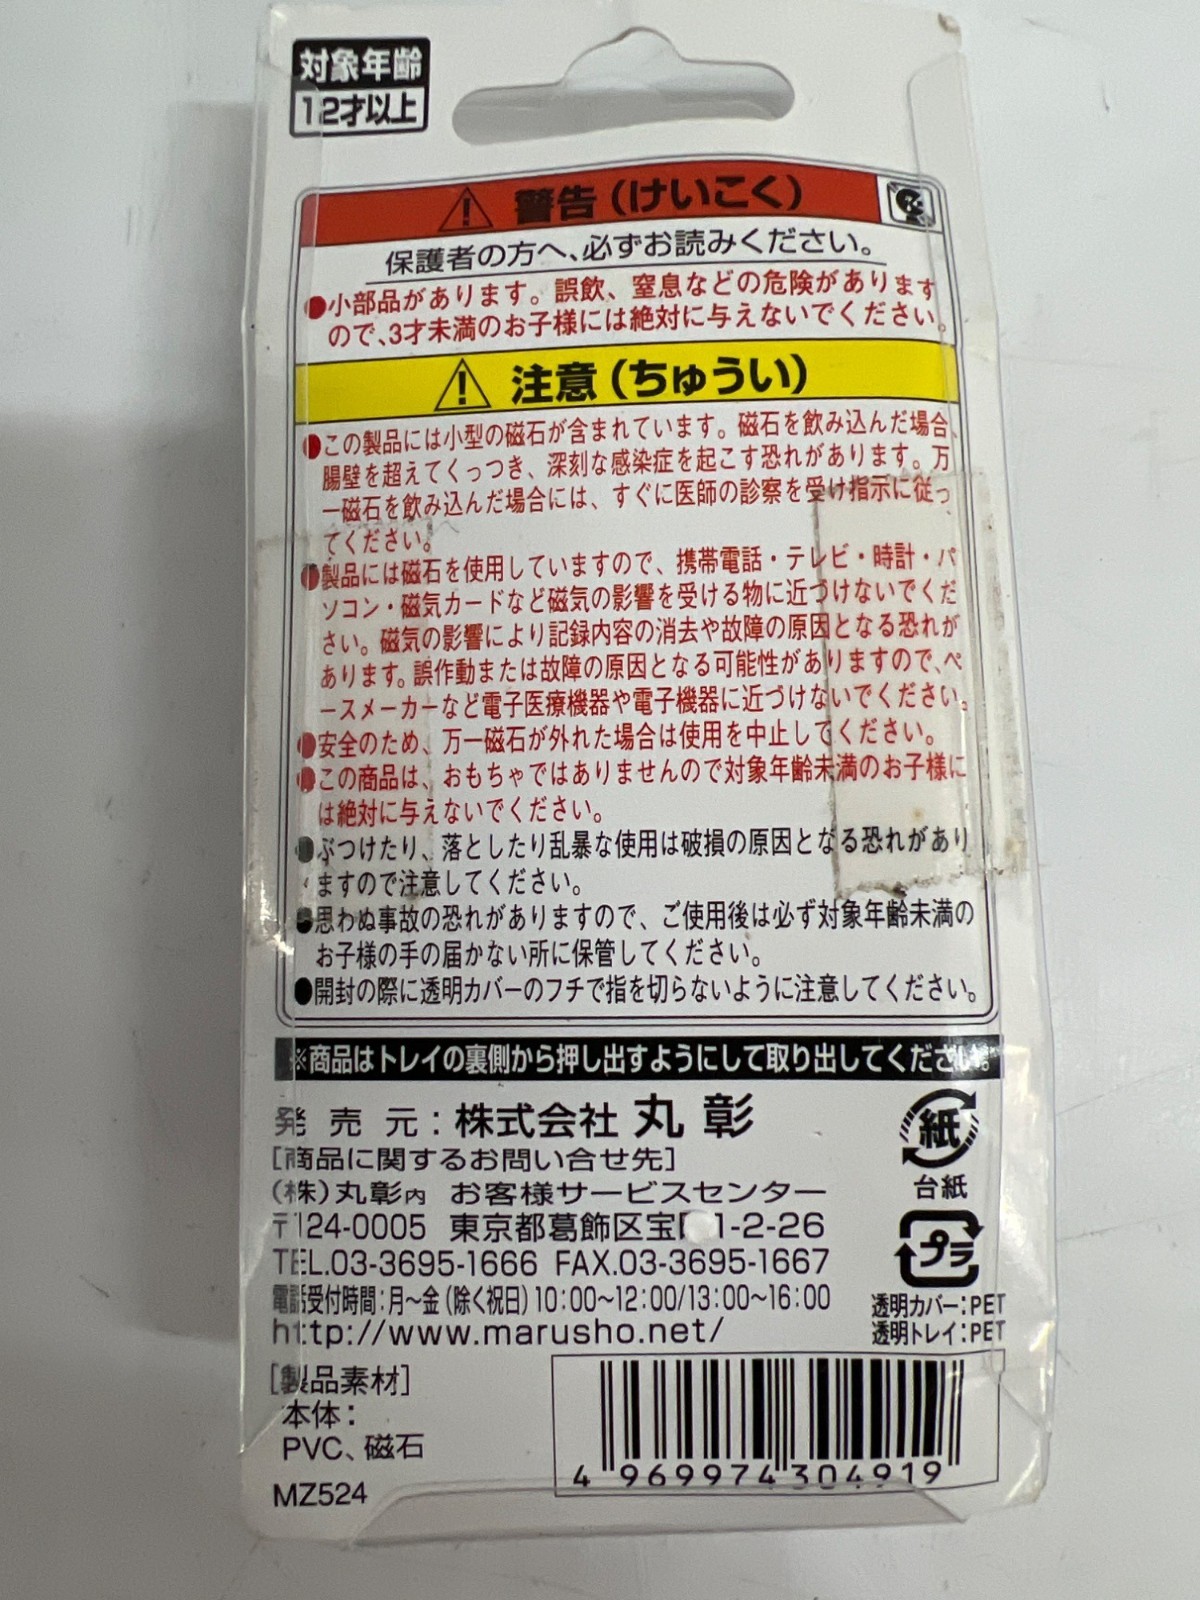 対象年齢
12才以上
警告（けいこく）
保護者の方へ、必ずお読みください。
●小部品があります。誤飲、窒息などの危険があります
ので、3才未満のお子様には絶対に与えないでください。
注意（ちゅうい）
●この製品には小型の磁石が含まれています。磁石を飲み込んだ場合、
腸壁を超えてくっつき、深刻な感染症を起こす恐れがあります。万
一磁石を飲み込んだ場合には、すぐに医師の診察を受け指示に従っ
てください。
●製品には磁石を使用していますので、携帯電話・テレビ・時計・パ
ソコン・磁気カードなど磁気の影響を受ける物に近づけないでくだ
さい。磁気の影響により記録内容の消去や故障の原因となる恐れが
あります。誤作動または故障の原因となる可能性がありますので、ペ
ースメーカーなど電子医療機器や電子機器に近づけないでください。
●安全のため、万一磁石が外れた場合は使用を中止してください。
●この商品は、おもちゃではありませんので対象年齢未満のお子様に
は絶対に与えないでください。
●ぶつけたり、落としたり乱暴な使用は破損の原因となる恐れがあり
ますので注意してください。
●思わぬ事故の恐れがありますので、ご使用後は必ず対象年齢未満の
お子様の手の届かない所に保管してください。
●開封の際に透明カバーのフチで指を切らないように注意してください。
※商品はトレイの裏側から押し出すようにして取り出してください。
発売元：株式会社 丸彰
[商品に関するお問い合せ先]
（株）丸彰内 お客様サービスセンター
〒124-0005 東京都葛飾区宝 1-2-26
TEL.03-3695-1666 FAX.03-3695-1667
電話受付時間：月～金（除く祝日）10：00～12：00/13：00～16：00
http://www.marusho.net/
紙
台紙
プラ
透明カバー：PET
透明トレイ：PET
[製品素材]
本体：
PVC、磁石
MZ524
4 969974 304919